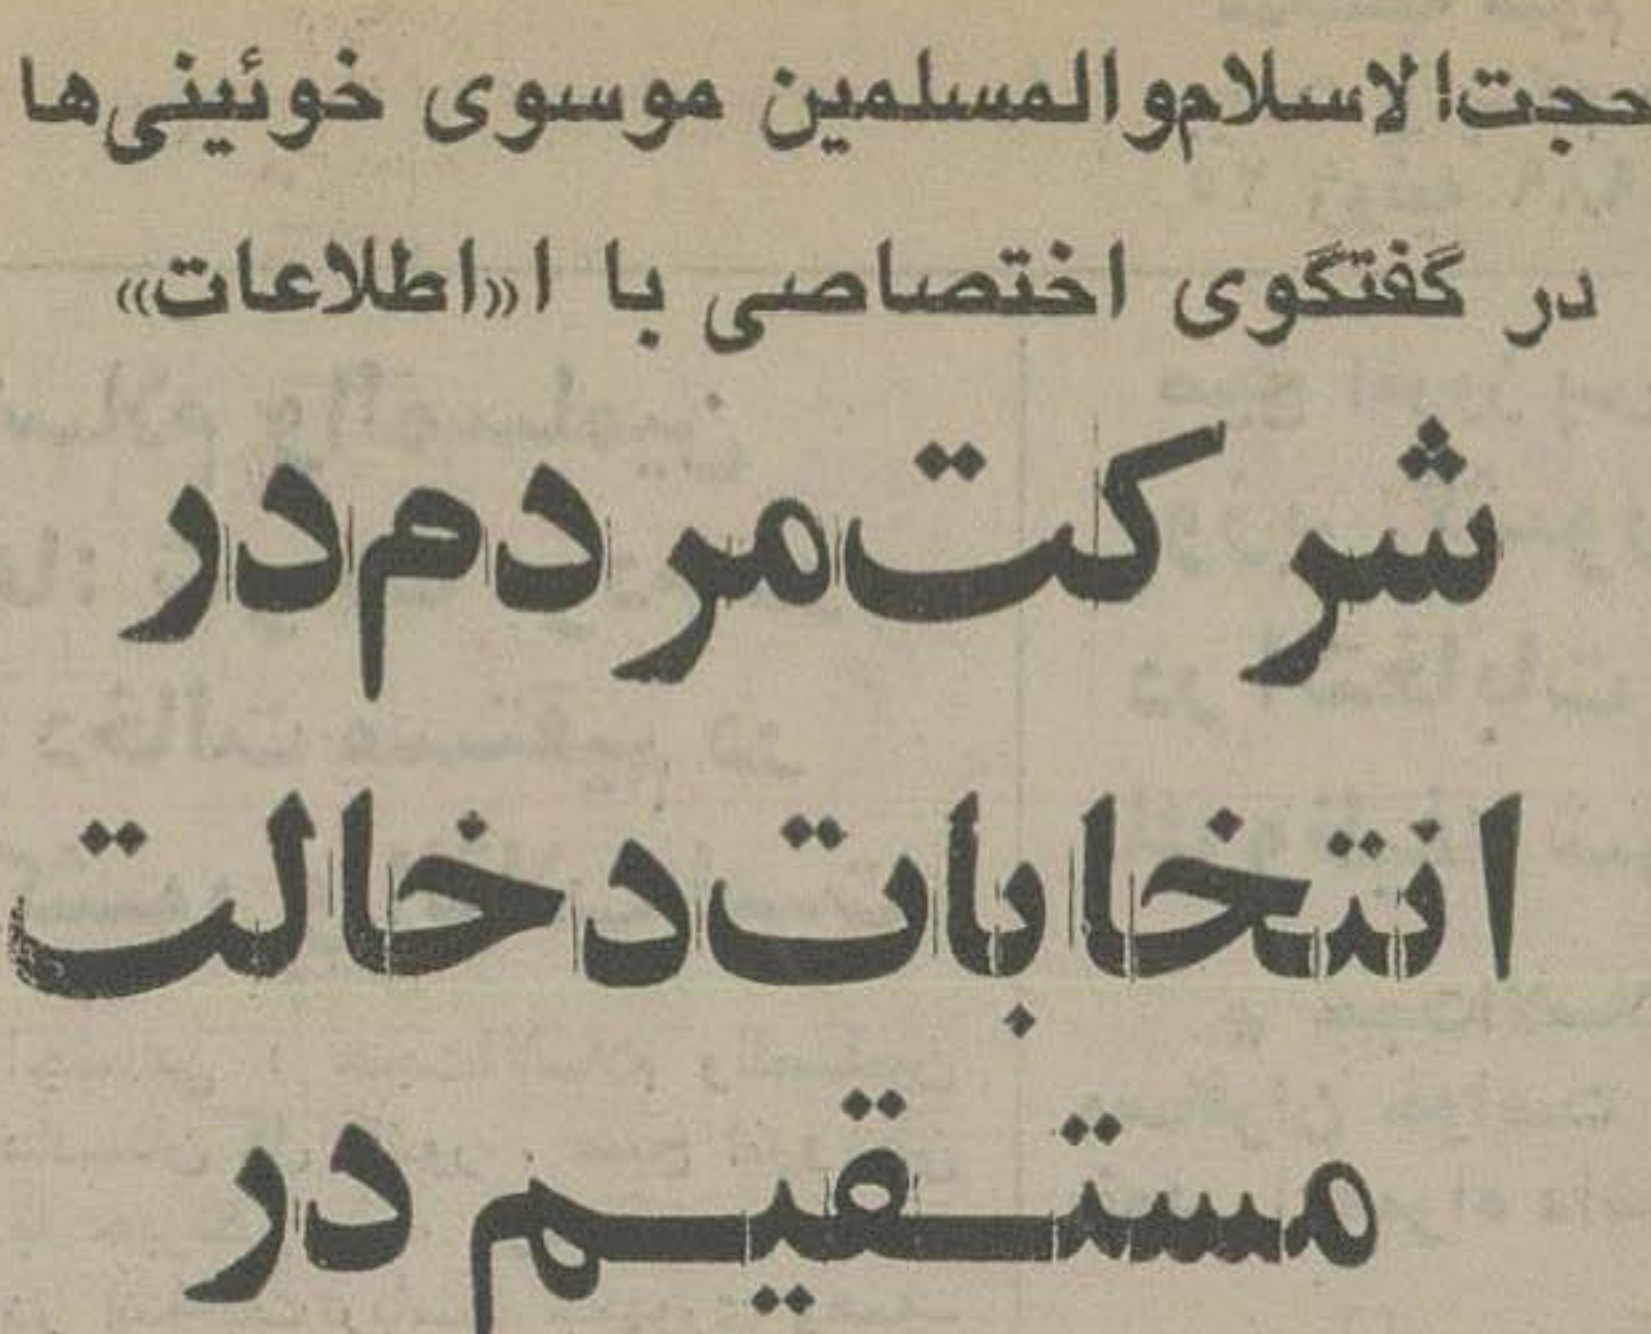 حجت‌الاسلام‌والمسلمین موسوی خوئینی‌ها
در گفتگوی اختصاصی با ا«اطلاعات»
شرکت‌مردم‌در
انتخابات‌دخالت
مستقیم در